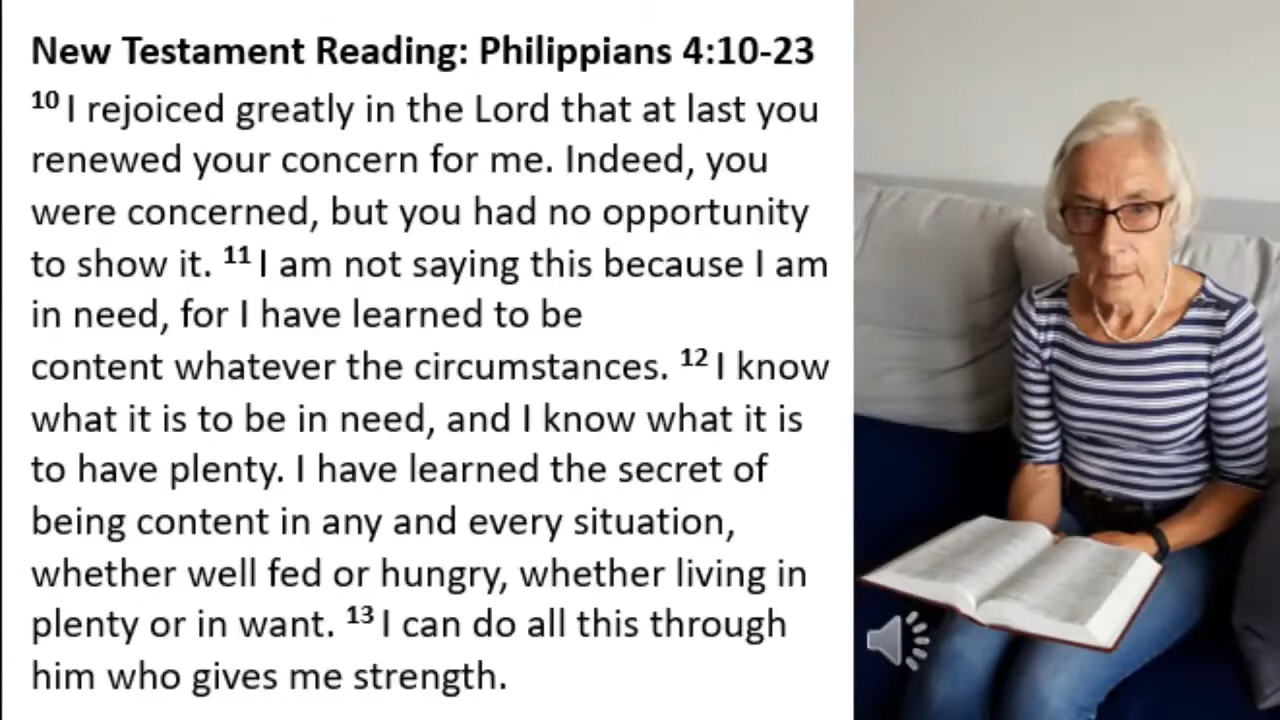 New Testament Reading: Philippians 4:10-23
10 I rejoiced greatly in the Lord that at last you
renewed your concern for me. Indeed, you
were concerned, but you had no opportunity
to show it. 11 I am not saying this because I am
in need, for I have learned to be
content whatever the circumstances. 12 I know
what it is to be in need, and I know what it is
to have plenty. I have learned the secret of
being content in any and every situation,
whether well fed or hungry, whether living in
plenty or in want. 13 I can do all this through
him who gives me strength.